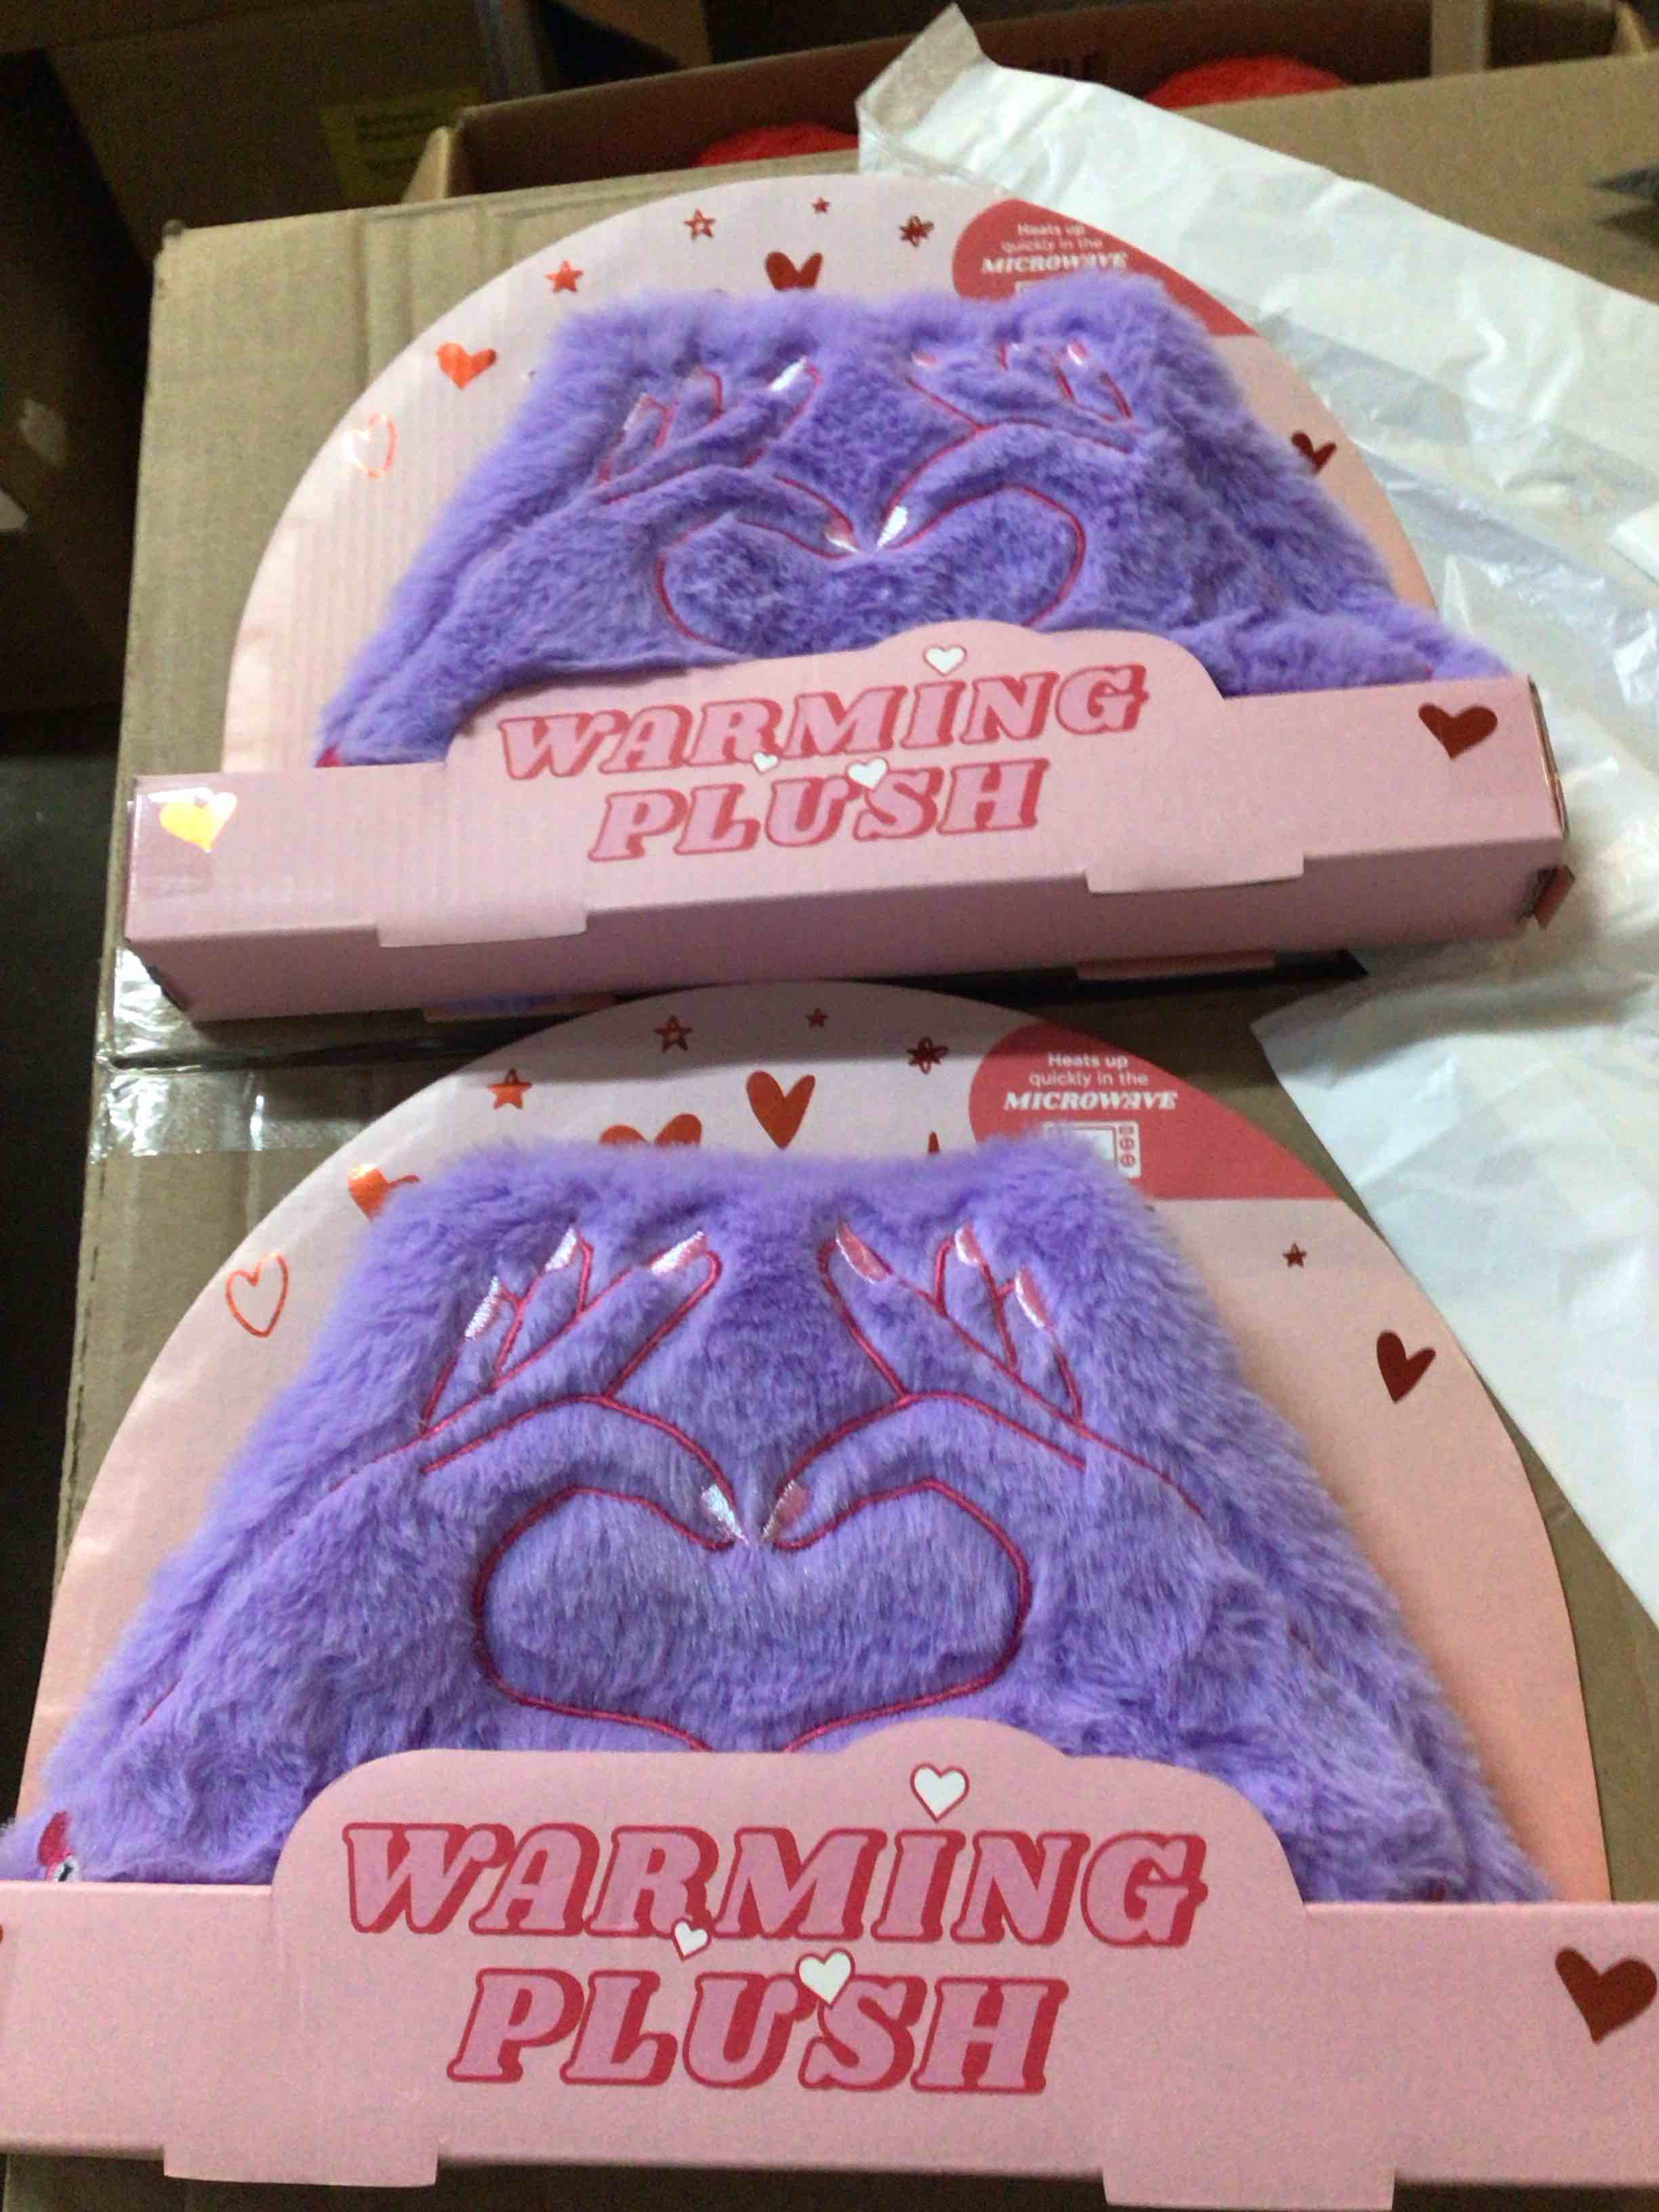 Heats up
quickly in the
MICROWAVE
WARMING
PLUSH
Heats up
quickly in the
MICROWAVE
WARMING
PLUSH